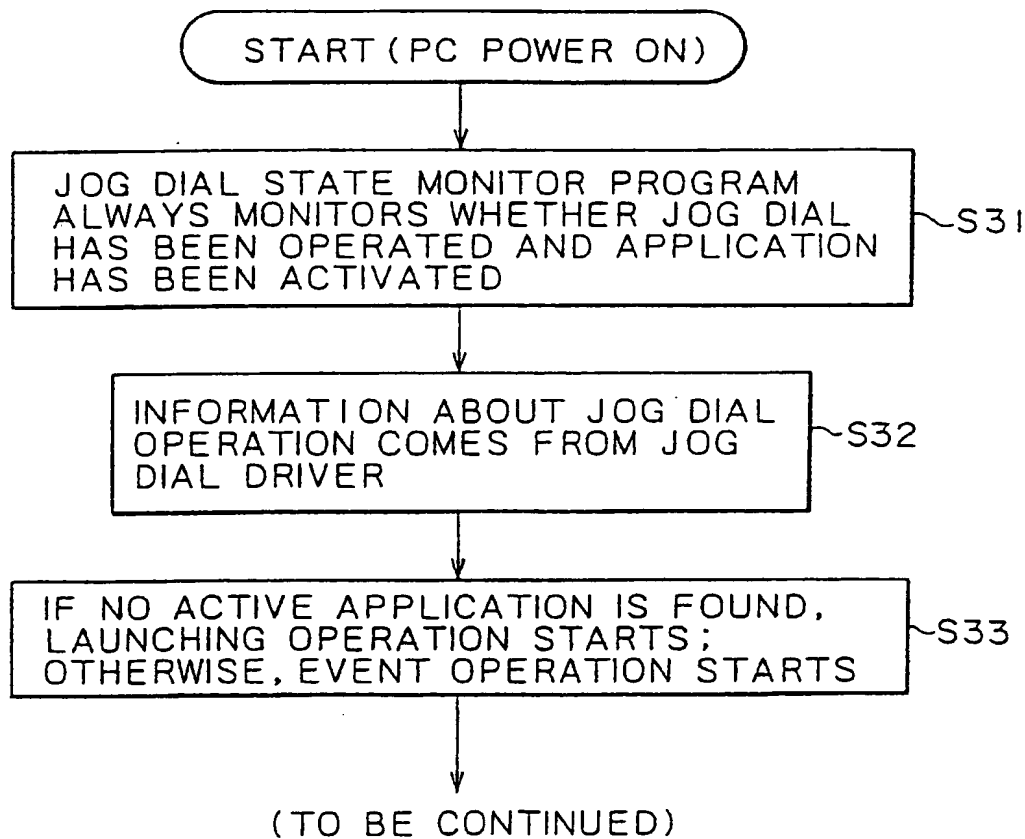 START (PC POWER ON)
JOG DIAL STATE MONITOR PROGRAM
ALWAYS MONITORS WHETHER JOG DIAL
HAS BEEN OPERATED AND APPLICATION
HAS BEEN ACTIVATED
S31
INFORMATION ABOUT JOG DIAL
OPERATION COMES FROM JOG
DIAL DRIVER
S32
IF NO ACTIVE APPLICATION IS FOUND,
LAUNCHING OPERATION STARTS;
OTHERWISE, EVENT OPERATION STARTS
S33
(TO BE CONTINUED)